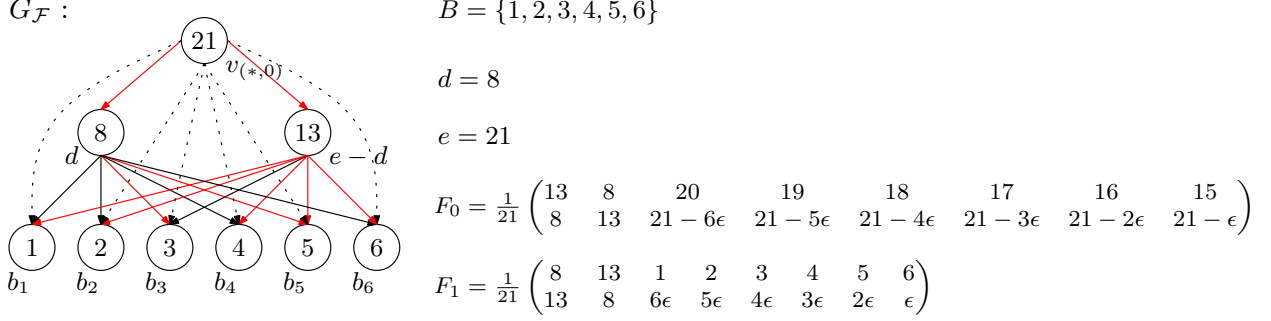 G_F :
B = {1, 2, 3, 4, 5, 6}
21
v_(*,0)
d = 8
8
13
d
e − d
e = 21
F_0 = 1/21 ( 13 8 20 19 18 17 16 15
8 13 21 − 6ϵ 21 − 5ϵ 21 − 4ϵ 21 − 3ϵ 21 − 2ϵ 21 − ϵ )
1 2 3 4 5 6
b_1 b_2 b_3 b_4 b_5 b_6
F_1 = 1/21 ( 8 13 1 2 3 4 5 6
13 8 6ϵ 5ϵ 4ϵ 3ϵ 2ϵ ϵ )